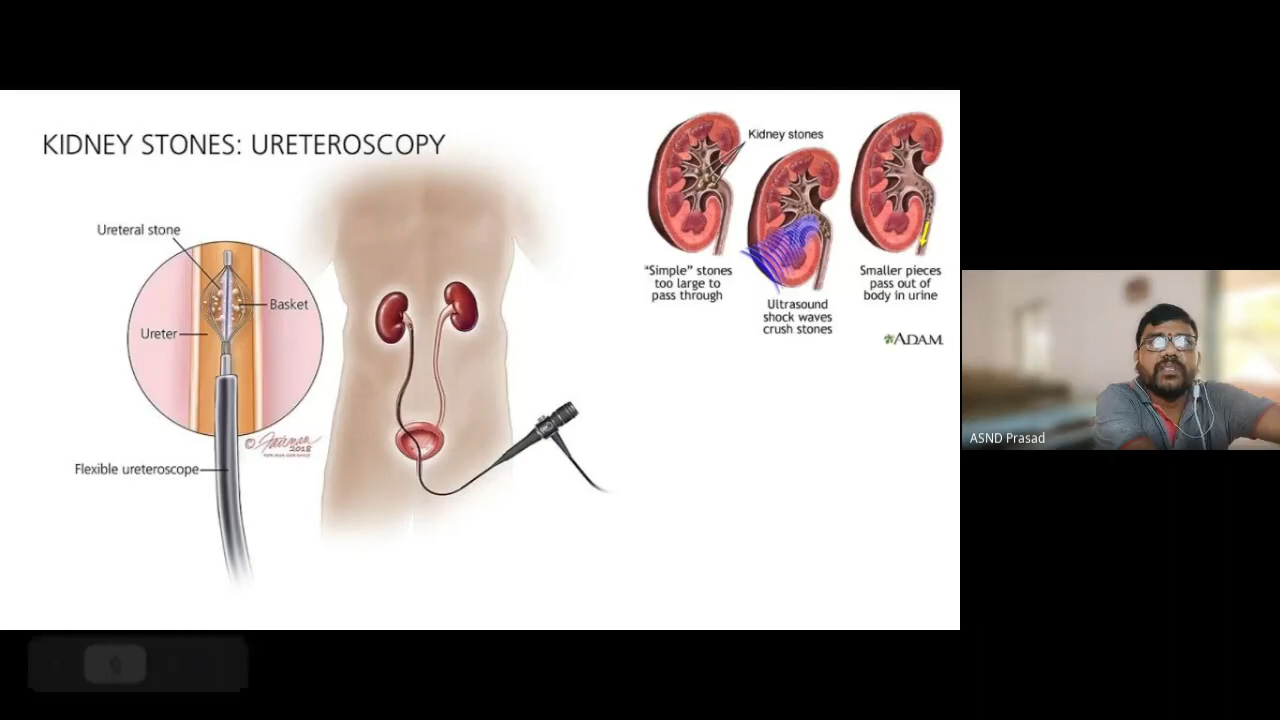 KIDNEY STONES: URETEROSCOPY
Ureteral stone
Basket
Ureter
Flexible ureteroscope
©
2018
Kidney stones
"Simple" stones
too large to
pass through
Ultrasound
shock waves
crush stones
Smaller pieces
pass out of
body in urine
ADAM.
ASND Prasad